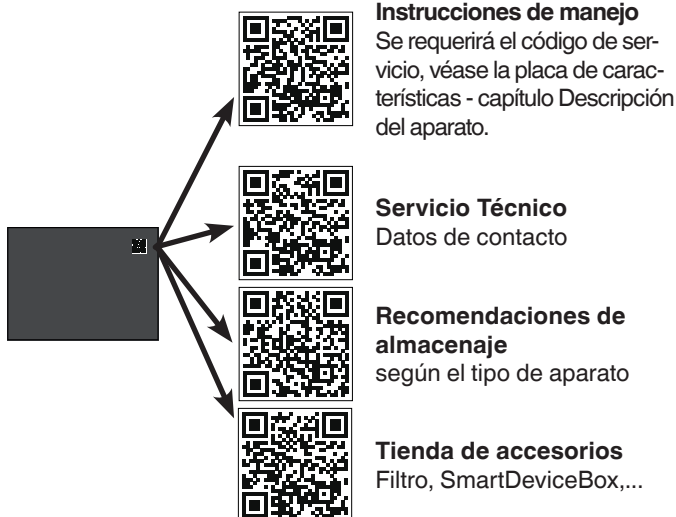 Instrucciones de manejo
Se requerirá el código de ser-
vicio, véase la placa de carac-
terísticas - capítulo Descripción
del aparato.
Servicio Técnico
Datos de contacto
Recomendaciones de
almacenaje
según el tipo de aparato
Tienda de accesorios
Filtro, SmartDeviceBox,...